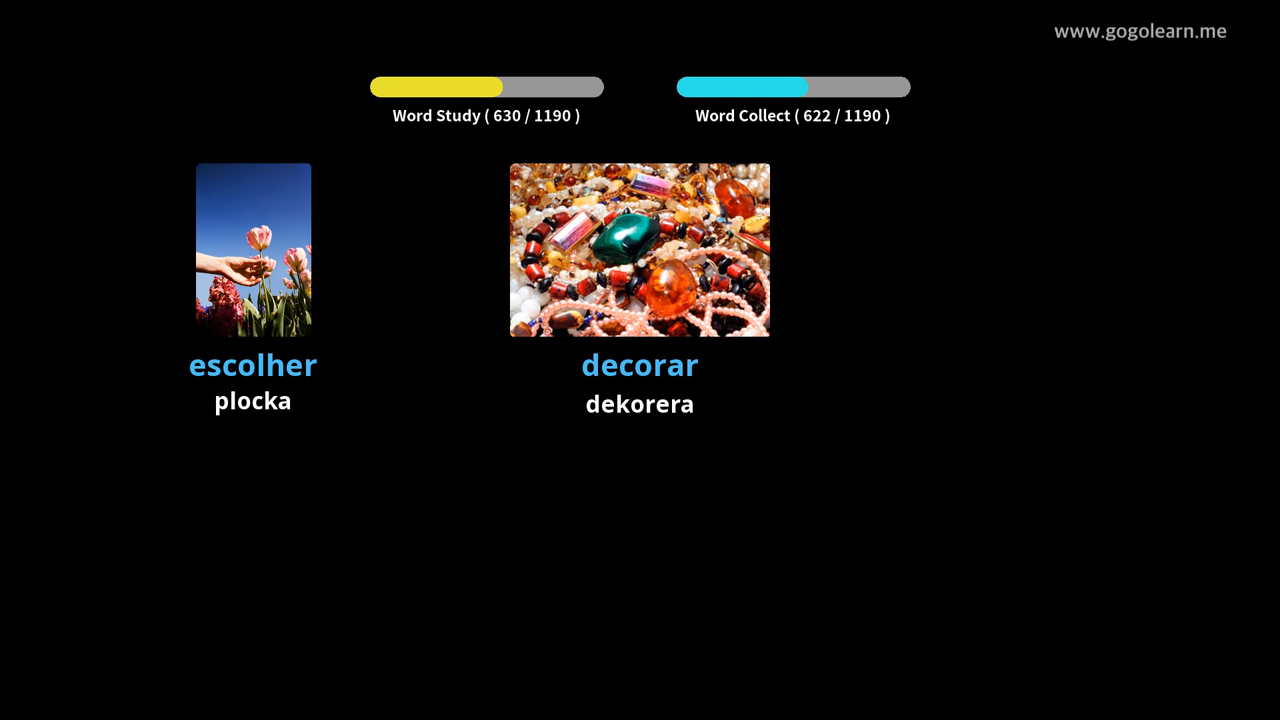 www.gogolearn.me
Word Study ( 630 / 1190 )
Word Collect ( 622 / 1190 )
escolher
plocka
decorar
dekorera